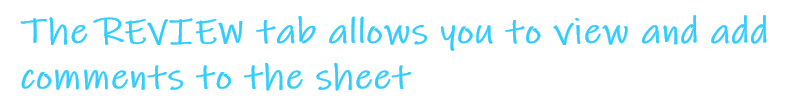 The REVIEW tab allows you to view and add
comments to the sheet